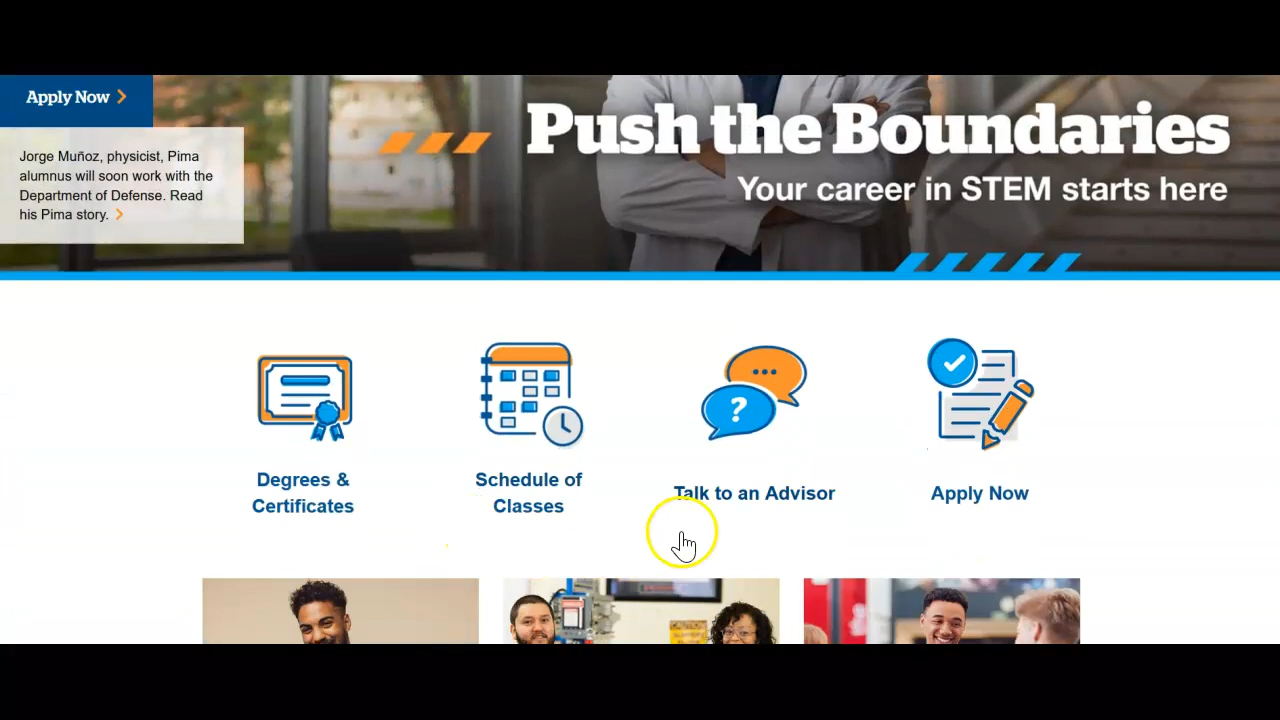 Apply Now
Jorge Muñoz, physicist, Pima
alumnus will soon work with the
Department of Defense. Read
his Pima story.
Push the Boundaries
Your career in STEM starts here
?
Degrees &
Certificates
Schedule of
Classes
Talk to an Advisor
Apply Now